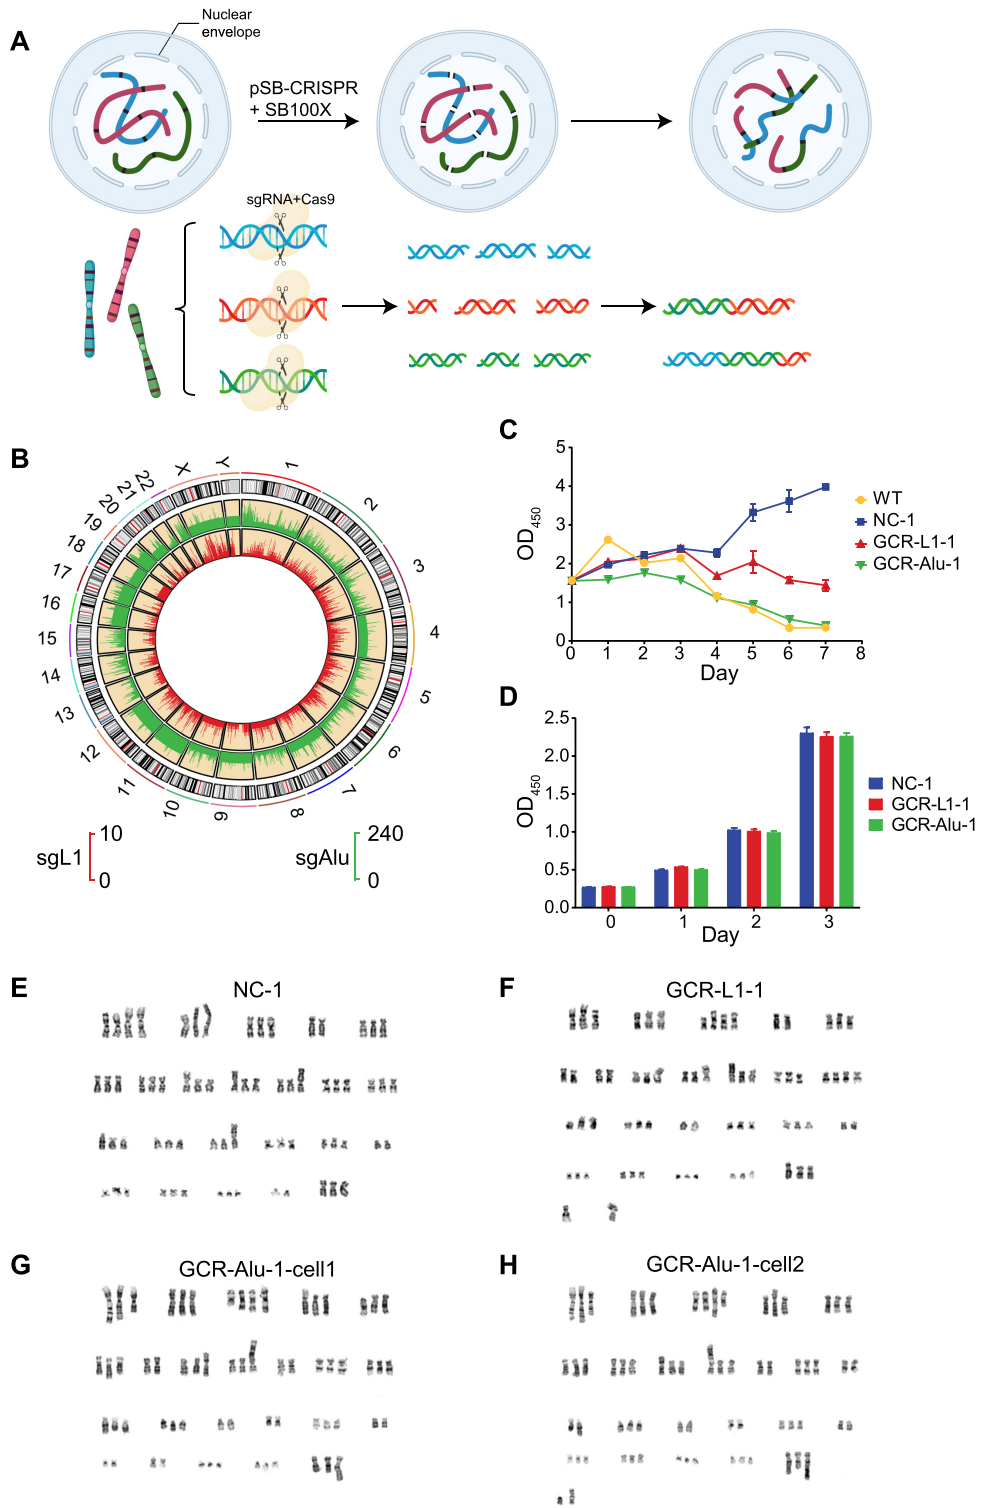 A
Nuclear
envelope
pSB-CRISPR
+ SB100X
sgRNA+Cas9
B
1
2
3
4
5
6
7
8
9
10
11
12
13
14
15
16
17
18
19
20
21
22
X
Y
sgL1
10
0
sgAlu
240
0
C
OD450
5
4
3
2
1
0
0 1 2 3 4 5 6 7 8
Day
WT
NC-1
GCR-L1-1
GCR-Alu-1
D
OD450
2.5
2.0
1.5
1.0
0.5
0.0
0 1 2 3
Day
NC-1
GCR-L1-1
GCR-Alu-1
E
NC-1
F
GCR-L1-1
G
GCR-Alu-1-cell1
H
GCR-Alu-1-cell2